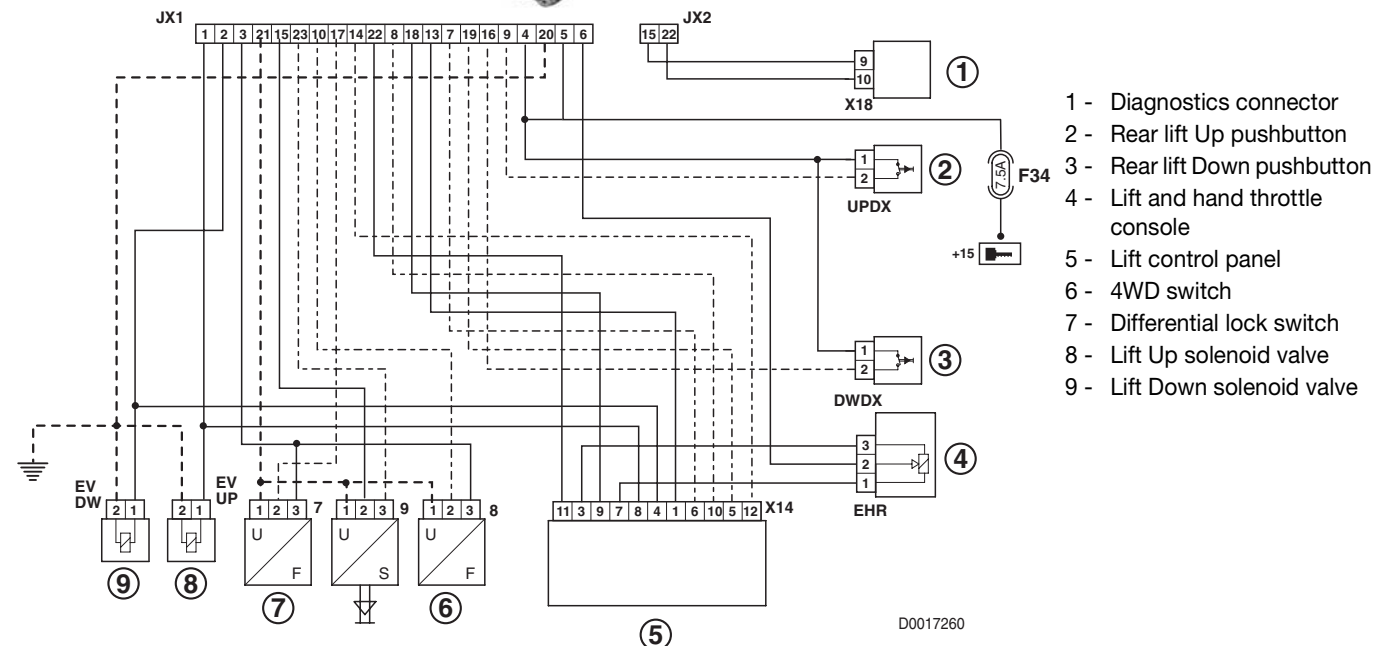 JX1
JX2
1 2 3 21 15 23 10 17 14 22 8 18 13 7 19 16 9 4 20 5 6
15 22
9
10
X18
1
1 - Diagnostics connector
2 - Rear lift Up pushbutton
3 - Rear lift Down pushbutton
4 - Lift and hand throttle
console
5 - Lift control panel
6 - 4WD switch
7 - Differential lock switch
8 - Lift Up solenoid valve
9 - Lift Down solenoid valve
1
2
UPDX
2
7.5A
F34
+15
1
2
DWDX
3
3
2
1
EHR
4
EV
DW
2 1
EV
UP
2 1
1 2 3 7
1 2 3 9
1 2 3 8
11 3 9 7 8 4 1 6 10 5 12 X14
U
F
U
S
U
F
9
8
7
6
5
D0017260